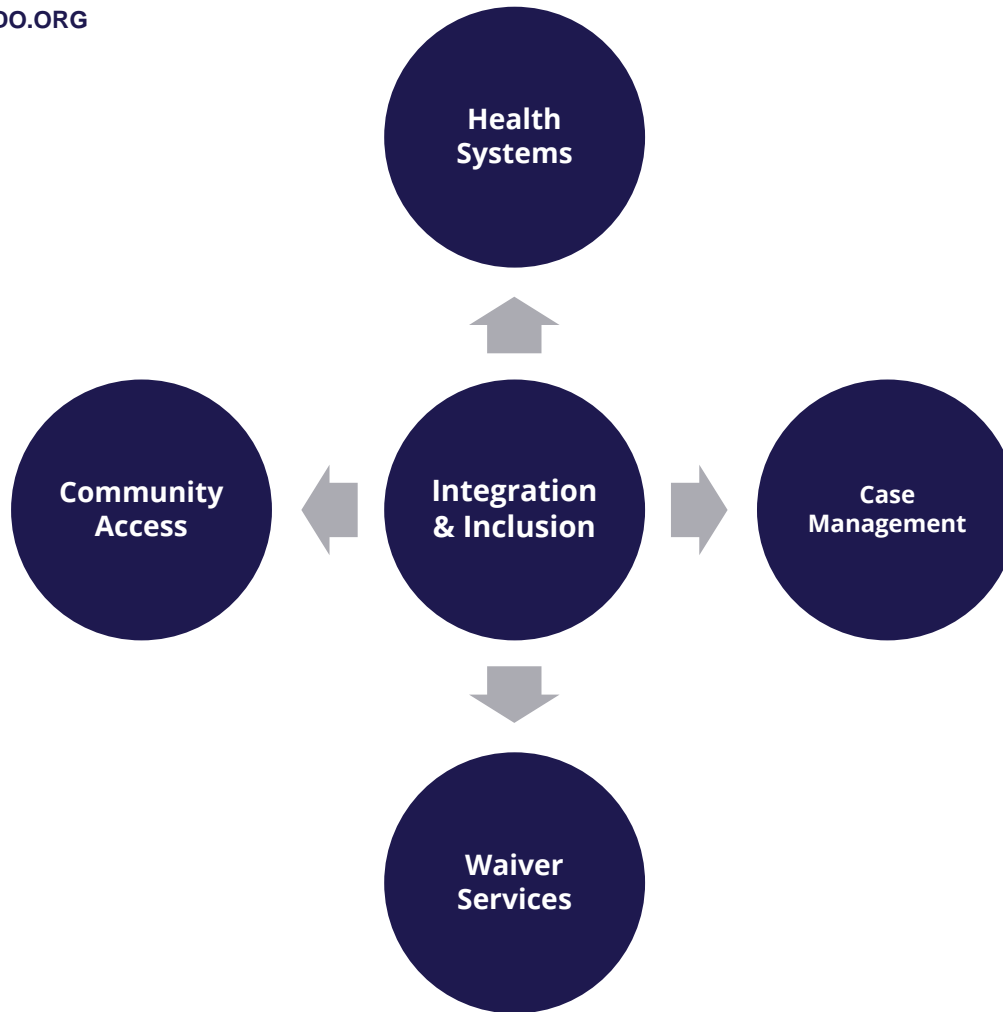 DO.ORG
Health
Systems
Community
Access
Integration
& Inclusion
Case
Management
Waiver
Services